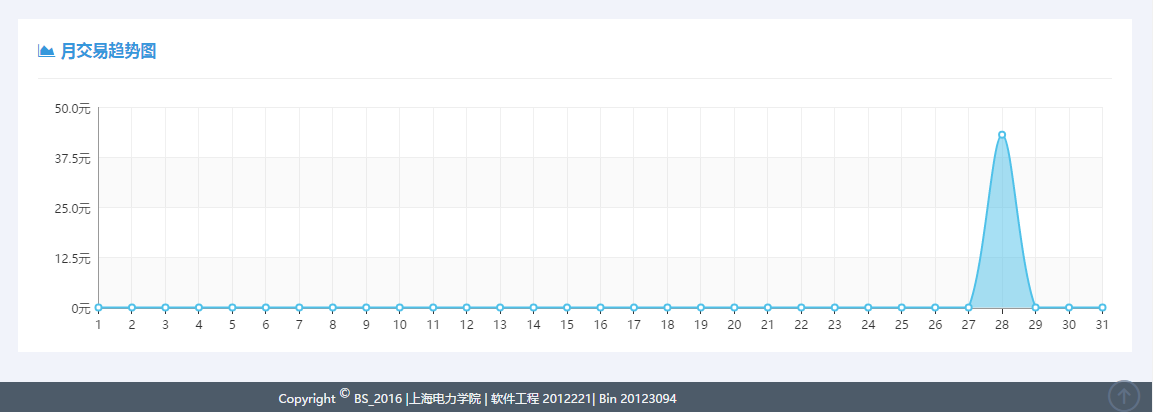 月交易趋势图
50.0元
37.5元
25.0元
12.5元
0元
1 2 3 4 5 6 7 8 9 10 11 12 13 14 15 16 17 18 19 20 21 22 23 24 25 26 27 28 29 30 31
Copyright © BS_2016 |上海电力学院 | 软件工程 2012221| Bin 20123094